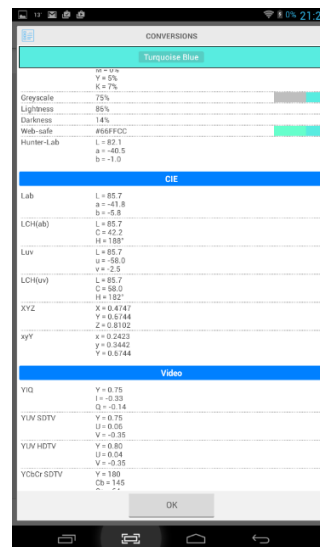 13° 0% 21:2
CONVERSIONS
Turquoise Blue
Y = 5%
K = 7%
Greyscale 75%
Lightness 85%
Darkness 14%
Web-safe #66FFCC
Hunter-Lab L = 82.1
a = -40.5
b = -1.0
CIE
Lab L = 85.7
a = -41.8
b = -5.8
LCH(ab) L = 85.7
C = 42.2
H = 188°
Luv L = 85.7
u = -58.0
v = -2.5
LCH(uv) L = 85.7
C = 58.0
H = 182°
XYZ X = 0.4747
Y = 0.6744
Z = 0.8102
xyY x = 0.2423
y = 0.3442
Y = 0.6744
Video
YIQ Y = 0.75
I = -0.33
Q = -0.14
YUV SDTV Y = 0.75
U = 0.06
V = -0.35
YUV HDTV Y = 0.80
U = 0.04
V = -0.35
YCbCr SDTV Y = 180
Cb = 145
OK